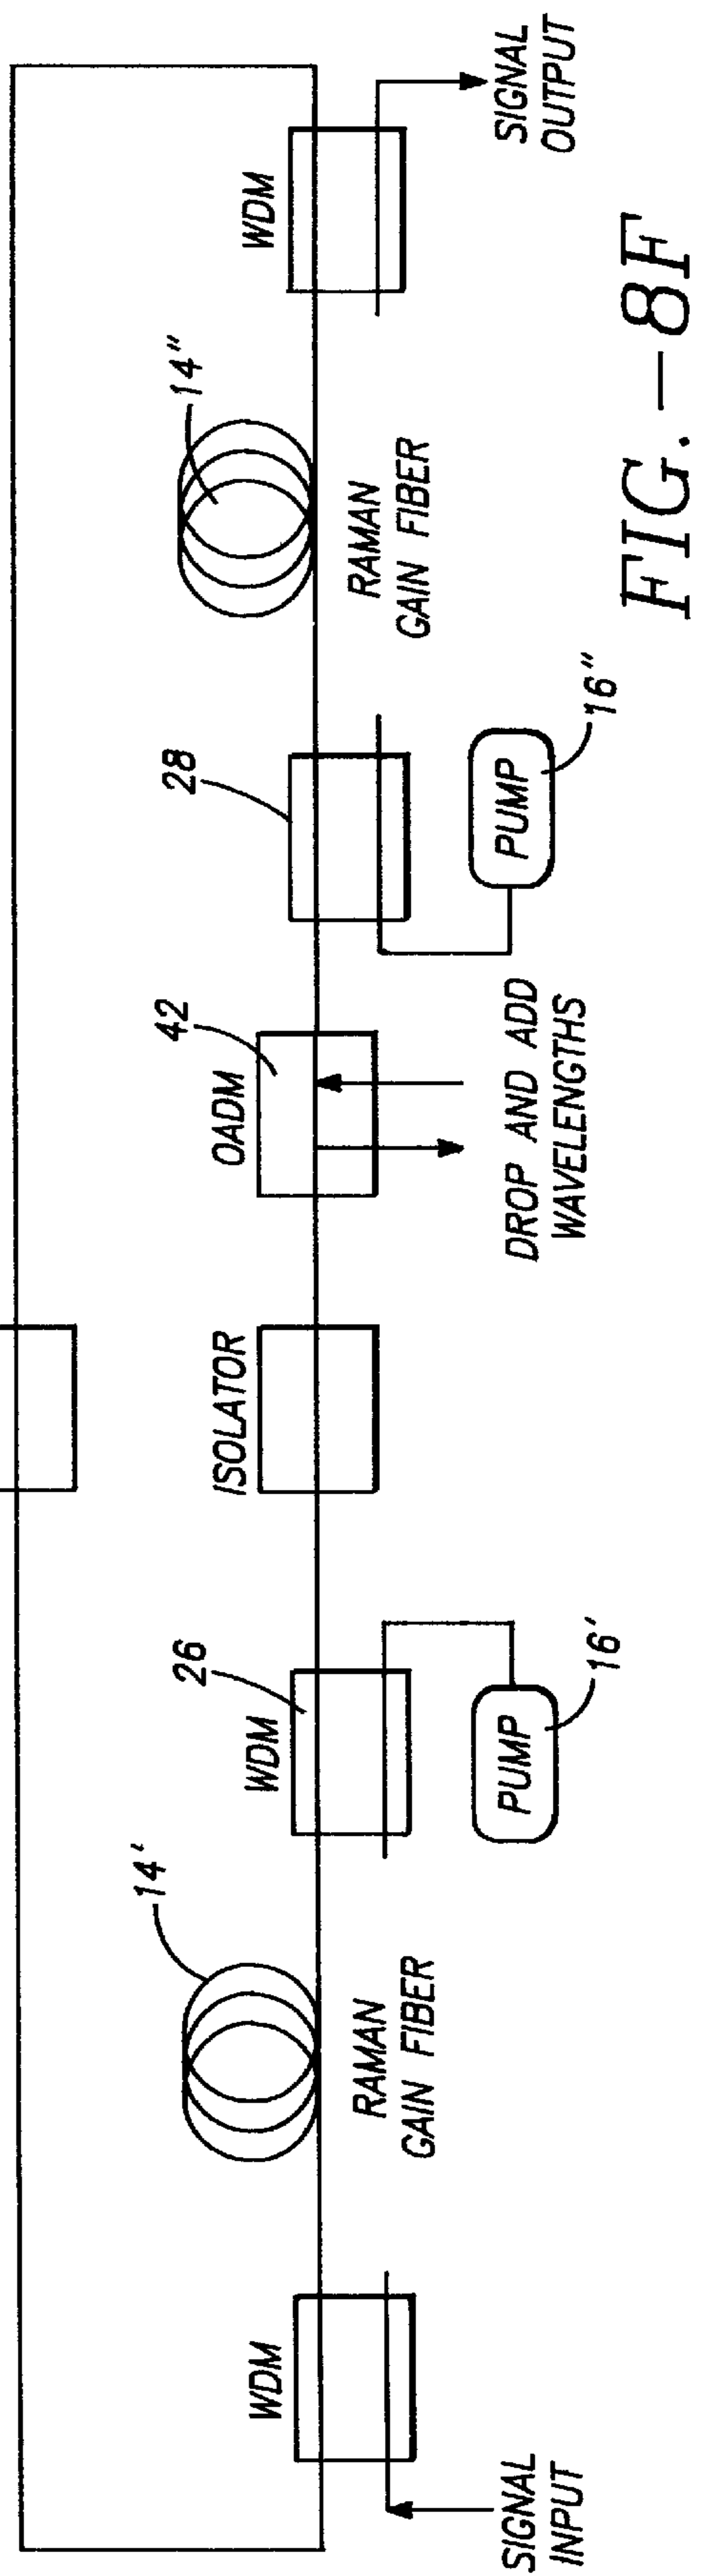 WDM
SIGNAL
INPUT
14'
RAMAN
GAIN FIBER
WDM
26
PUMP
16'
ISOLATOR
OADM
42
DROP AND ADD
WAVELENGTHS
28
PUMP
16"
14"
RAMAN
GAIN FIBER
WDM
SIGNAL
OUTPUT
FIG.-8F